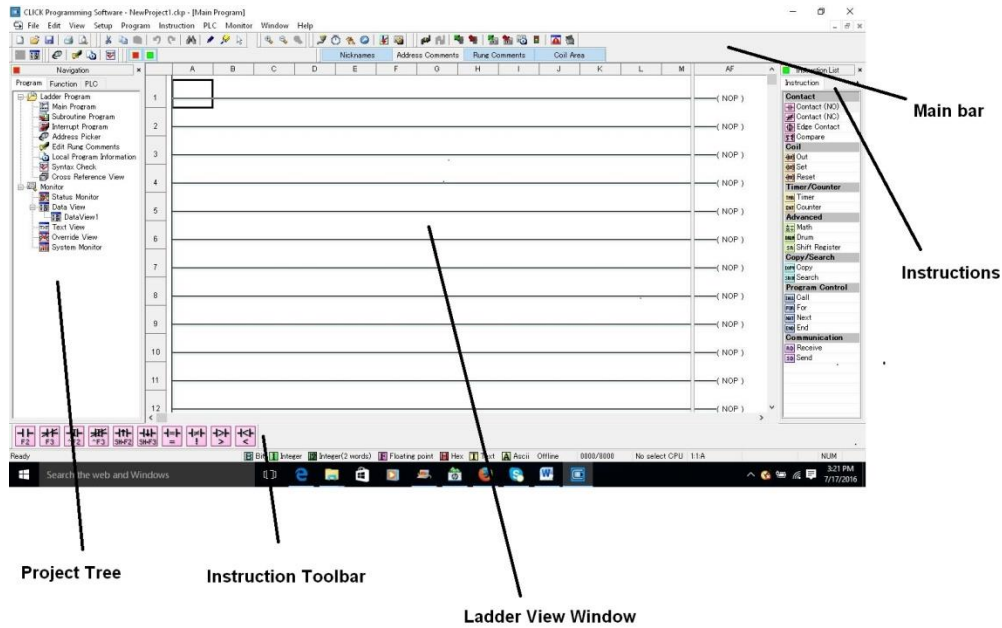 CLICK Programming Software - NewProject1.ckp - [Main Program]
File Edit View Setup Program Instruction PLC Monitor Window Help
Nicknames Address Comments Rung Comments Coil Area
Navigation
Program Function PLC
Ladder Program
Main Program
Subroutine Program
Interrupt Program
Address Picker
Edit Rung Comments
Local Program Information
Syntax Check
Cross Reference View
Monitor
Status Monitor
Data View
DataView1
Text View
Override View
System Monitor
A B C D E F G H I J K L M AF
1 ( NOP )
2 ( NOP )
3 ( NOP )
4 ( NOP )
5 ( NOP )
6 ( NOP )
7 ( NOP )
8 ( NOP )
9 ( NOP )
10 ( NOP )
11 ( NOP )
12 ( NOP )
Instruction List
Instruction
Contact
Contact (NO)
Contact (NC)
Edge Contact
Compare
Coil
Out
Set
Reset
Timer/Counter
Timer
Counter
Advanced
Math
Drum
Shift Register
Copy/Search
Copy
Search
Program Control
Call
For
Next
End
Communication
Receive
Send
Main bar
Instructions
F2 F3 ^F2 ^F3 SH-F2 SH-F3 = ! > <
Ready
Bit Integer Integer(2 words) Floating point Hex Text Ascii Offline 0000/8000 No select CPU 1:1:A NUM
Search the web and Windows
3:21 PM
7/17/2016
Project Tree
Instruction Toolbar
Ladder View Window